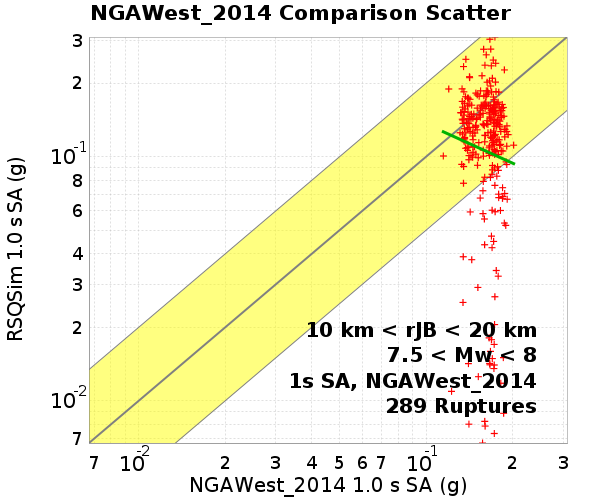 NGAWest_2014 Comparison Scatter
3
2
10-1
8
6
4
3
2
10-2
7
RSQSim 1.0 s SA (g)
10 km < rJB < 20 km
7.5 < Mw < 8
1s SA, NGAWest_2014
289 Ruptures
7 10-2 2 3 4 5 6 7 10-1 2 3
NGAWest_2014 1.0 s SA (g)